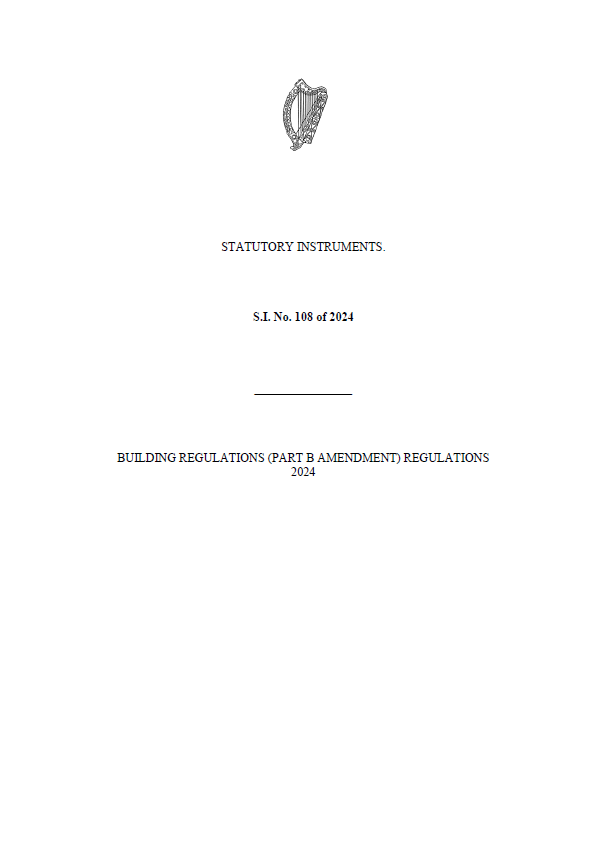 STATUTORY INSTRUMENTS.
S.I. No. 108 of 2024
BUILDING REGULATIONS (PART B AMENDMENT) REGULATIONS
2024